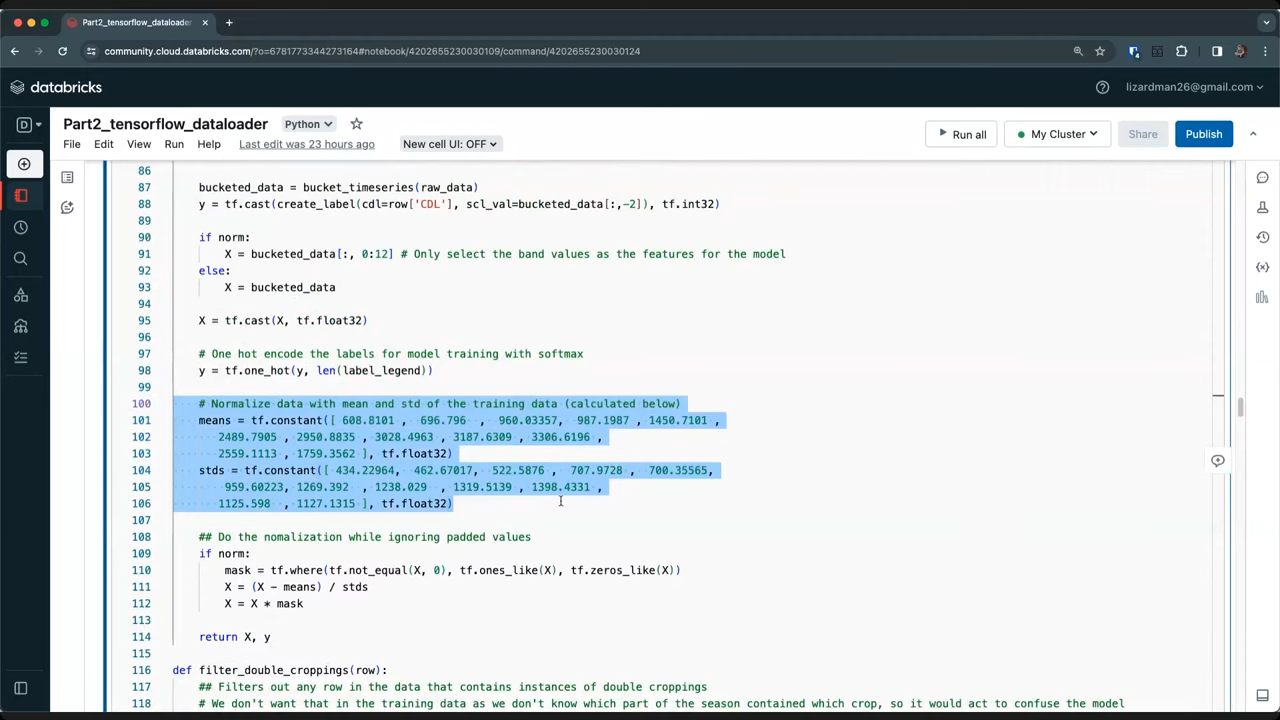 Part2_tensorflow_dataloader
community.cloud.databricks.com/?o=6781773344273164#notebook/4202655230030109/command/4202655230030124
databricks
lizardman26@gmail.com
D
Part2_tensorflow_dataloader
Python
Run all
My Cluster
Share
Publish
File Edit View Run Help Last edit was 23 hours ago New cell UI: OFF
86
87 bucketed_data = bucket_timeseries(raw_data)
88 y = tf.cast(create_label(cdl=row['CDL'], scl_val=bucketed_data[:,-2]), tf.int32)
89
90 if norm:
91 X = bucketed_data[:, 0:12] # Only select the band values as the features for the model
92 else:
93 X = bucketed_data
94
95 X = tf.cast(X, tf.float32)
96
97 # One hot encode the labels for model training with softmax
98 y = tf.one_hot(y, len(label_legend))
99
100 # Normalize data with mean and std of the training data (calculated below)
101 means = tf.constant([ 608.8101 , 696.796 , 960.03357, 987.1987 , 1450.7101 ,
102 2489.7905 , 2950.8835 , 3028.4963 , 3187.6309 , 3306.6196 ,
103 2559.1113 , 1759.3562 ], tf.float32)
104 stds = tf.constant([ 434.22964, 462.67017, 522.5876 , 707.9728 , 700.35565,
105 959.60223, 1269.392 , 1238.029 , 1319.5139 , 1398.4331 ,
106 1125.598 , 1127.1315 ], tf.float32)
107
108 ## Do the nomalization while ignoring padded values
109 if norm:
110 mask = tf.where(tf.not_equal(X, 0), tf.ones_like(X), tf.zeros_like(X))
111 X = (X - means) / stds
112 X = X * mask
113
114 return X, y
115
116 def filter_double_croppings(row):
117 ## Filters out any row in the data that contains instances of double croppings
118 # We don't want that in the training data as we don't know which part of the season contained which crop, so it would act to confuse the model